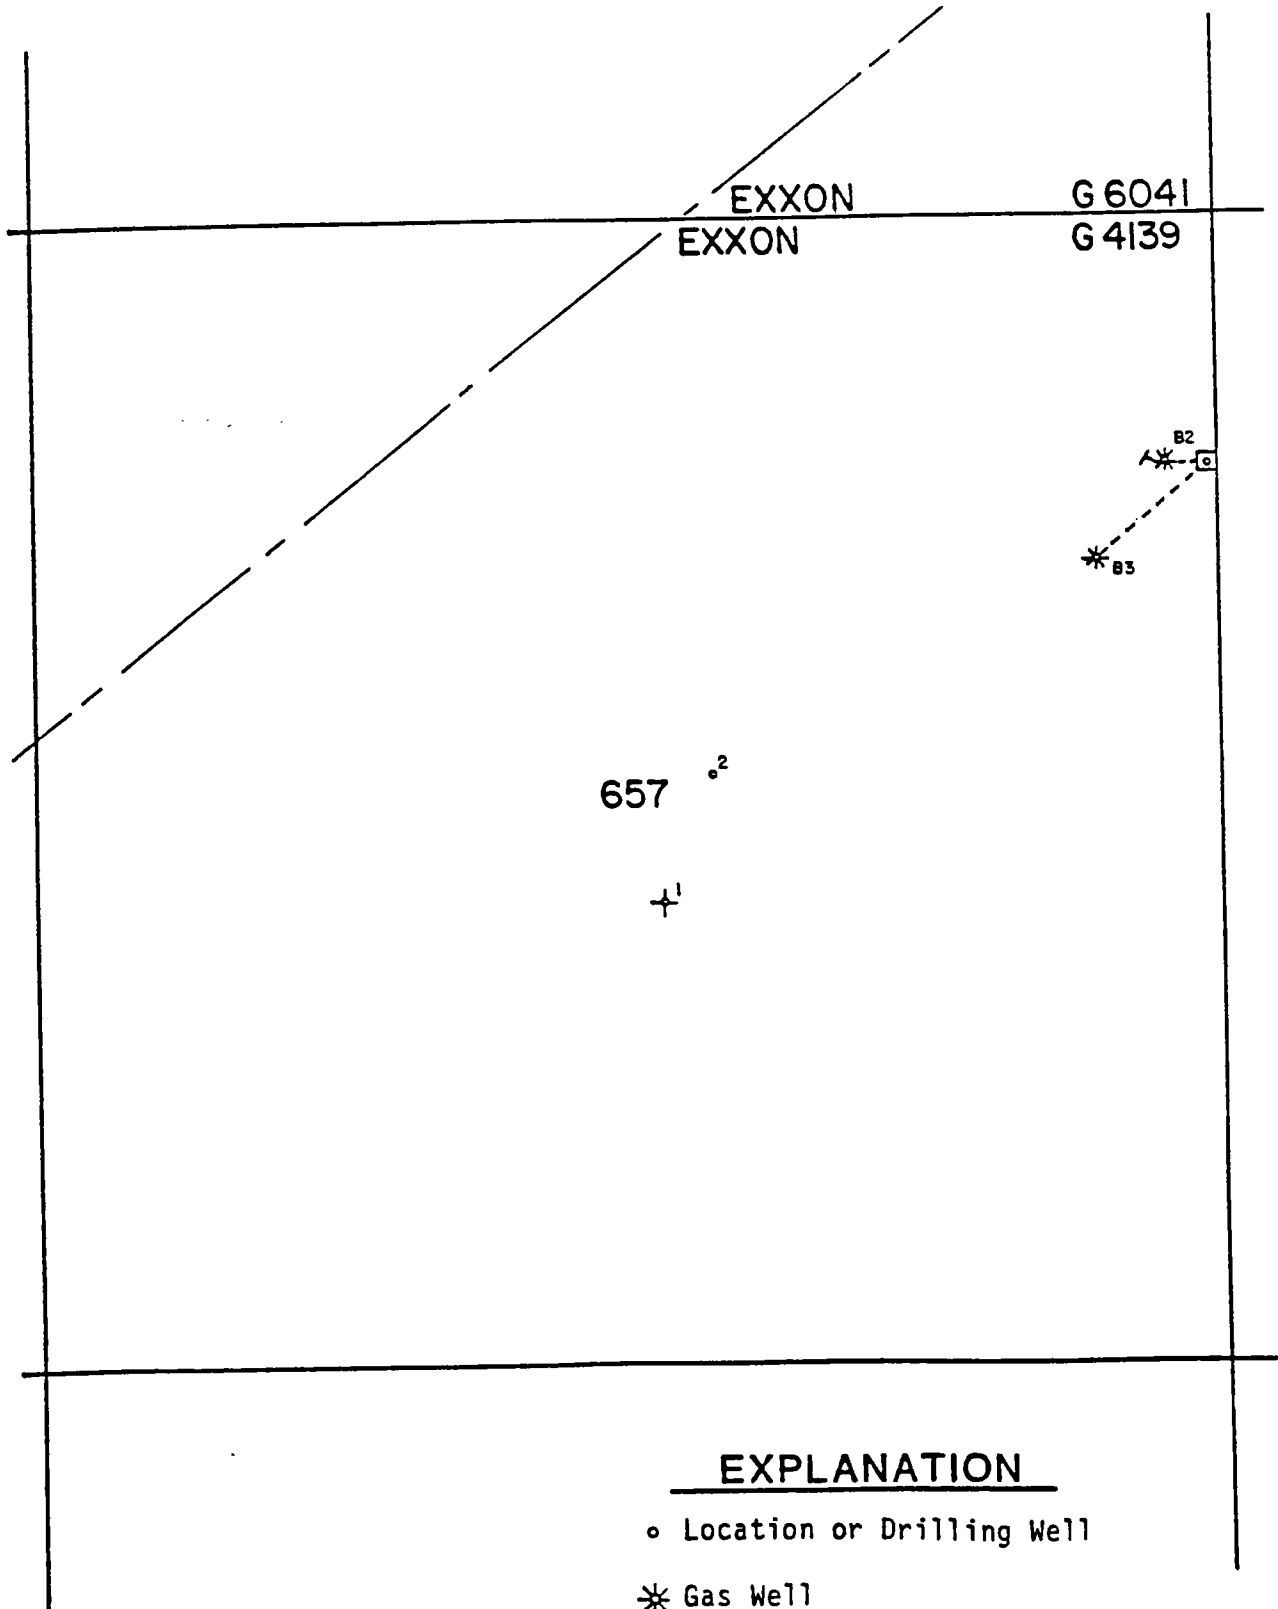 EXXON G 6041
EXXON G 4139
B2
B3
2
657
1
EXPLANATION
Location or Drilling Well
Gas Well